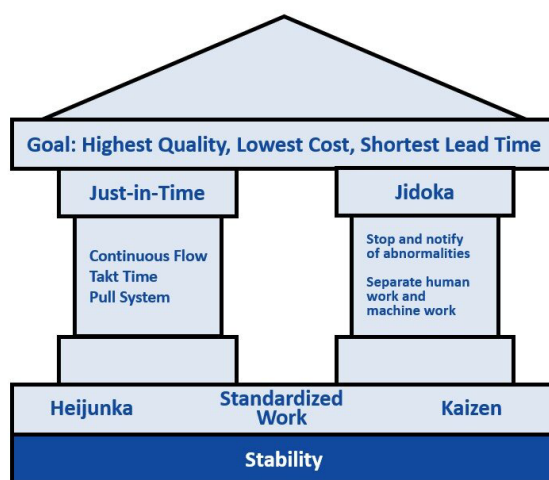 Goal: Highest Quality, Lowest Cost, Shortest Lead Time
Just-in-Time
Continuous Flow
Takt Time
Pull System
Jidoka
Stop and notify
of abnormalities
Separate human
work and
machine work
Heijunka
Standardized
Work
Kaizen
Stability